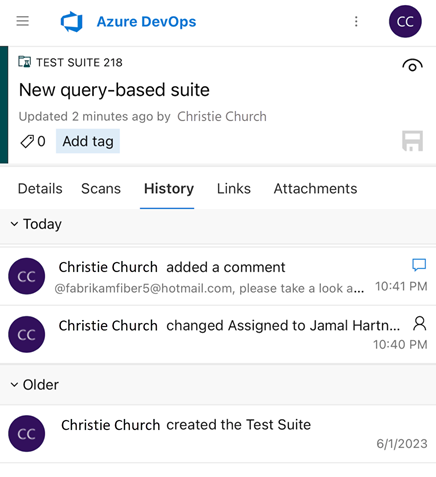 Azure DevOps
CC
TEST SUITE 218
New query-based suite
Updated 2 minutes ago by Christie Church
0 Add tag
Details Scans History Links Attachments
Today
CC
Christie Church added a comment
@fabrikamfiber5@hotmail.com, please take a look a... 10:41 PM
CC
Christie Church changed Assigned to Jamal Hartn...
10:40 PM
Older
CC
Christie Church created the Test Suite
6/1/2023